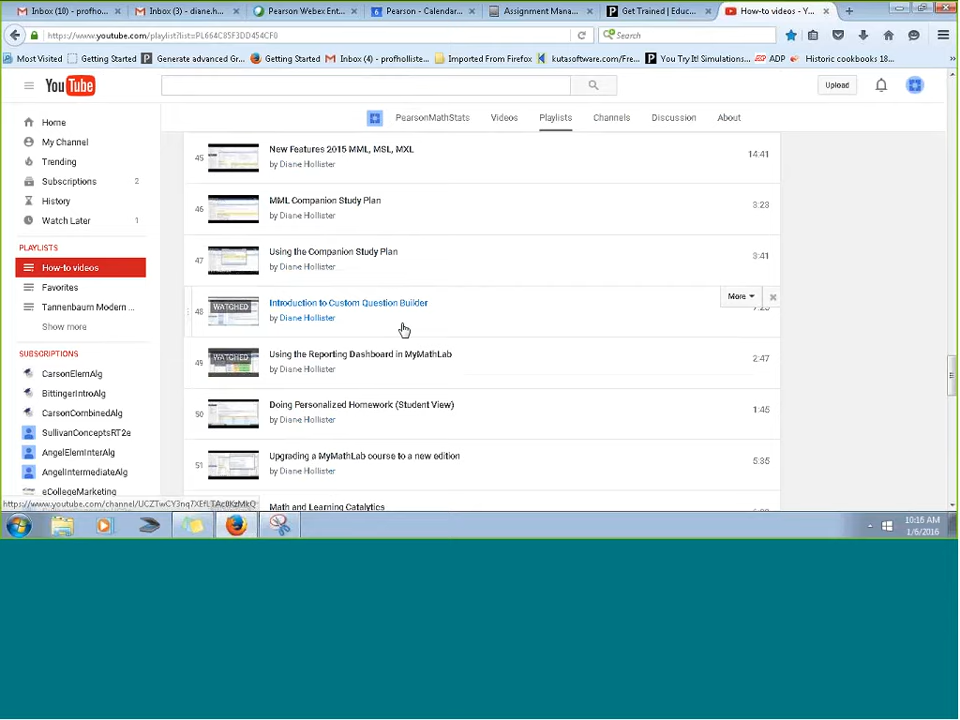 Inbox (10) - profho...
Inbox (3) - diane.h...
Pearson Webex Ent...
Pearson - Calendar...
Assignment Mana...
Get Trained | Educ...
How-to videos - Y...
https://www.youtube.com/playlist?list=PL664C85F3DD454CF0
Search
Most Visited
Getting Started
Generate advanced Gr...
Getting Started
Inbox (4) - profholliste...
Imported From Firefox
kutasoftware.com/Fre...
You Try It! Simulations...
ADP
Historic cookbooks 18...
YouTube
Upload
PearsonMathStats
Videos
Playlists
Channels
Discussion
About
Home
My Channel
Trending
Subscriptions 2
History
Watch Later 1
PLAYLISTS
How-to videos
Favorites
Tannenbaum Modern ...
Show more
SUBSCRIPTIONS
CarsonElemAlg
BittingerIntroAlg
CarsonCombinedAlg
SullivanConceptsRT2e
AngelElemInterAlg
AngelIntermediateAlg
eCollegeMarketing
45
New Features 2015 MML, MSL, MXL
by Diane Hollister
14:41
46
MML Companion Study Plan
by Diane Hollister
3:23
47
Using the Companion Study Plan
by Diane Hollister
3:41
48
WATCHED
Introduction to Custom Question Builder
by Diane Hollister
More
49
WATCHED
Using the Reporting Dashboard in MyMathLab
by Diane Hollister
2:47
50
Doing Personalized Homework (Student View)
by Diane Hollister
1:45
51
Upgrading a MyMathLab course to a new edition
by Diane Hollister
5:35
Math and Learning Catalytics
10:16 AM
1/6/2016